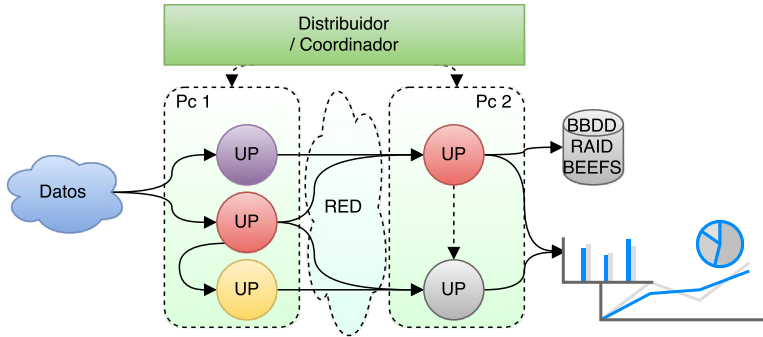 Distribuidor
/ Coordinador
Pc 1
Pc 2
UP
UP
BBDD
RAID
BEEFS
Datos
UP
RED
UP
UP